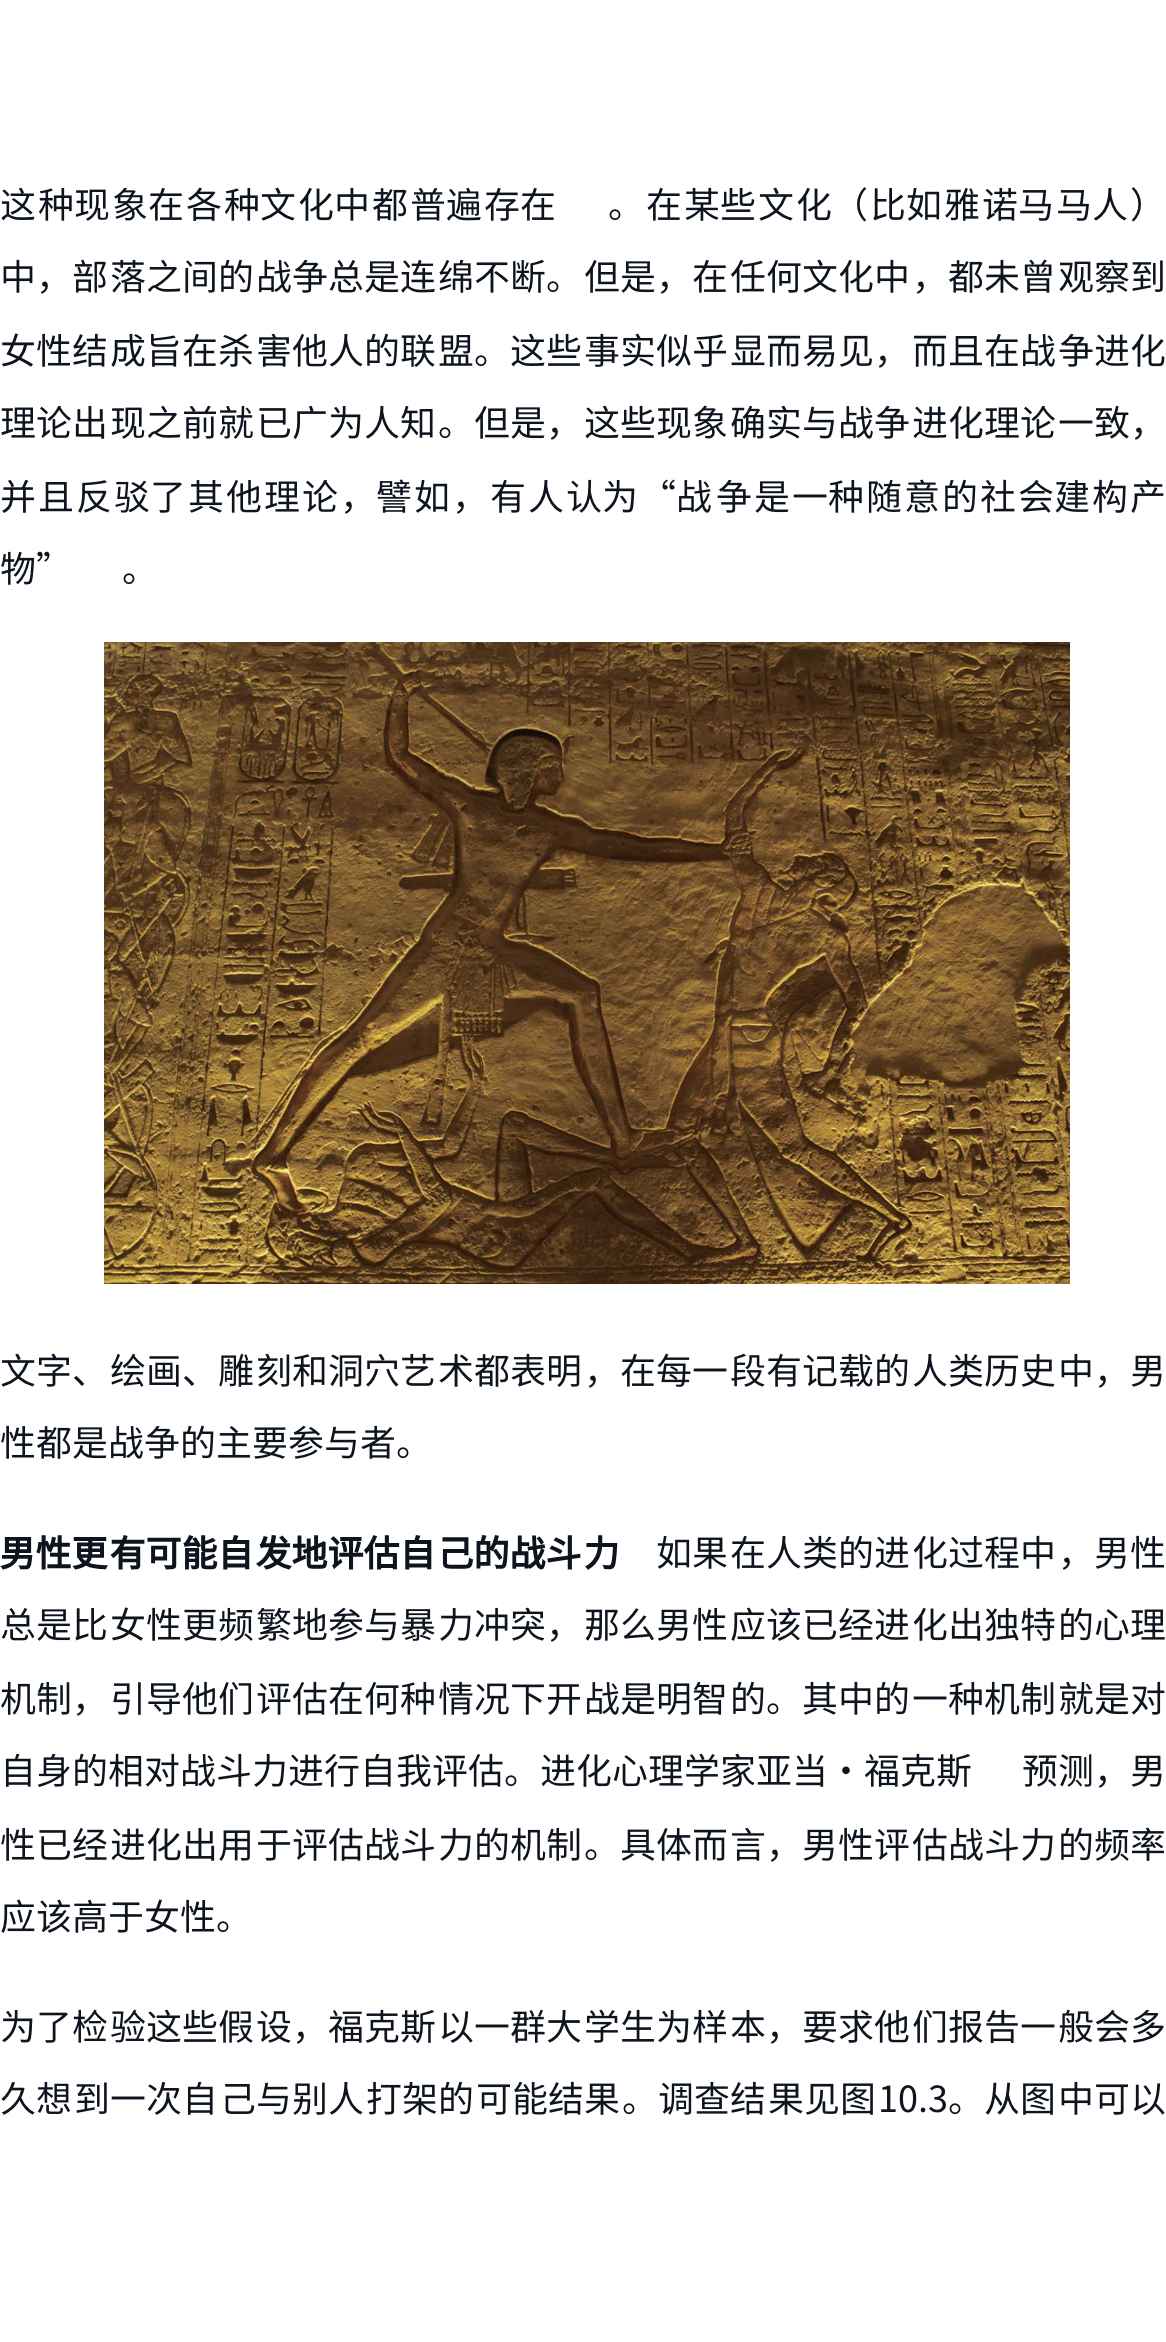 这种现象在各种文化中都普遍存在 。在某些文化（比如雅诺马马人）
中，部落之间的战争总是连绵不断。但是，在任何文化中，都未曾观察到
女性结成旨在杀害他人的联盟。这些事实似乎显而易见，而且在战争进化
理论出现之前就已广为人知。但是，这些现象确实与战争进化理论一致，
并且反驳了其他理论，譬如，有人认为“战争是一种随意的社会建构产
物” 。
文字、绘画、雕刻和洞穴艺术都表明，在每一段有记载的人类历史中，男
性都是战争的主要参与者。
男性更有可能自发地评估自己的战斗力 如果在人类的进化过程中，男性
总是比女性更频繁地参与暴力冲突，那么男性应该已经进化出独特的心理
机制，引导他们评估在何种情况下开战是明智的。其中的一种机制就是对
自身的相对战斗力进行自我评估。进化心理学家亚当·福克斯 预测，男
性已经进化出用于评估战斗力的机制。具体而言，男性评估战斗力的频率
应该高于女性。
为了检验这些假设，福克斯以一群大学生为样本，要求他们报告一般会多
久想到一次自己与别人打架的可能结果。调查结果见图10.3。从图中可以